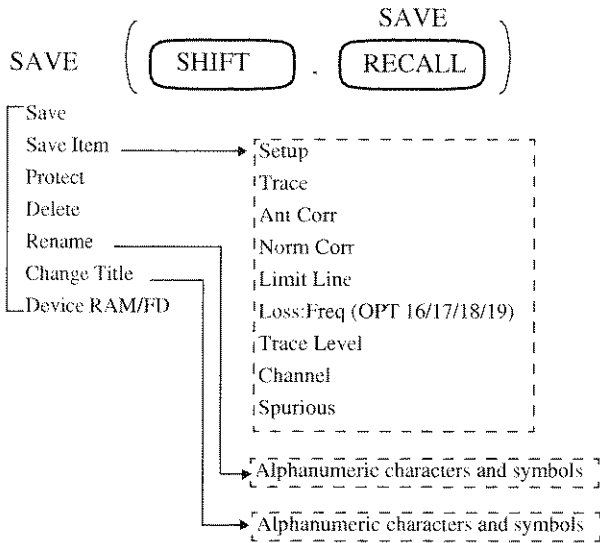 SAVE
SAVE ( SHIFT , RECALL )
Save
Save Item
Setup
Protect
Trace
Delete
Ant Corr
Rename
Norm Corr
Change Title
Limit Line
Device RAM/FD
Loss:Freq (OPT 16/17/18/19)
Trace Level
Channel
Spurious
Alphanumeric characters and symbols
Alphanumeric characters and symbols